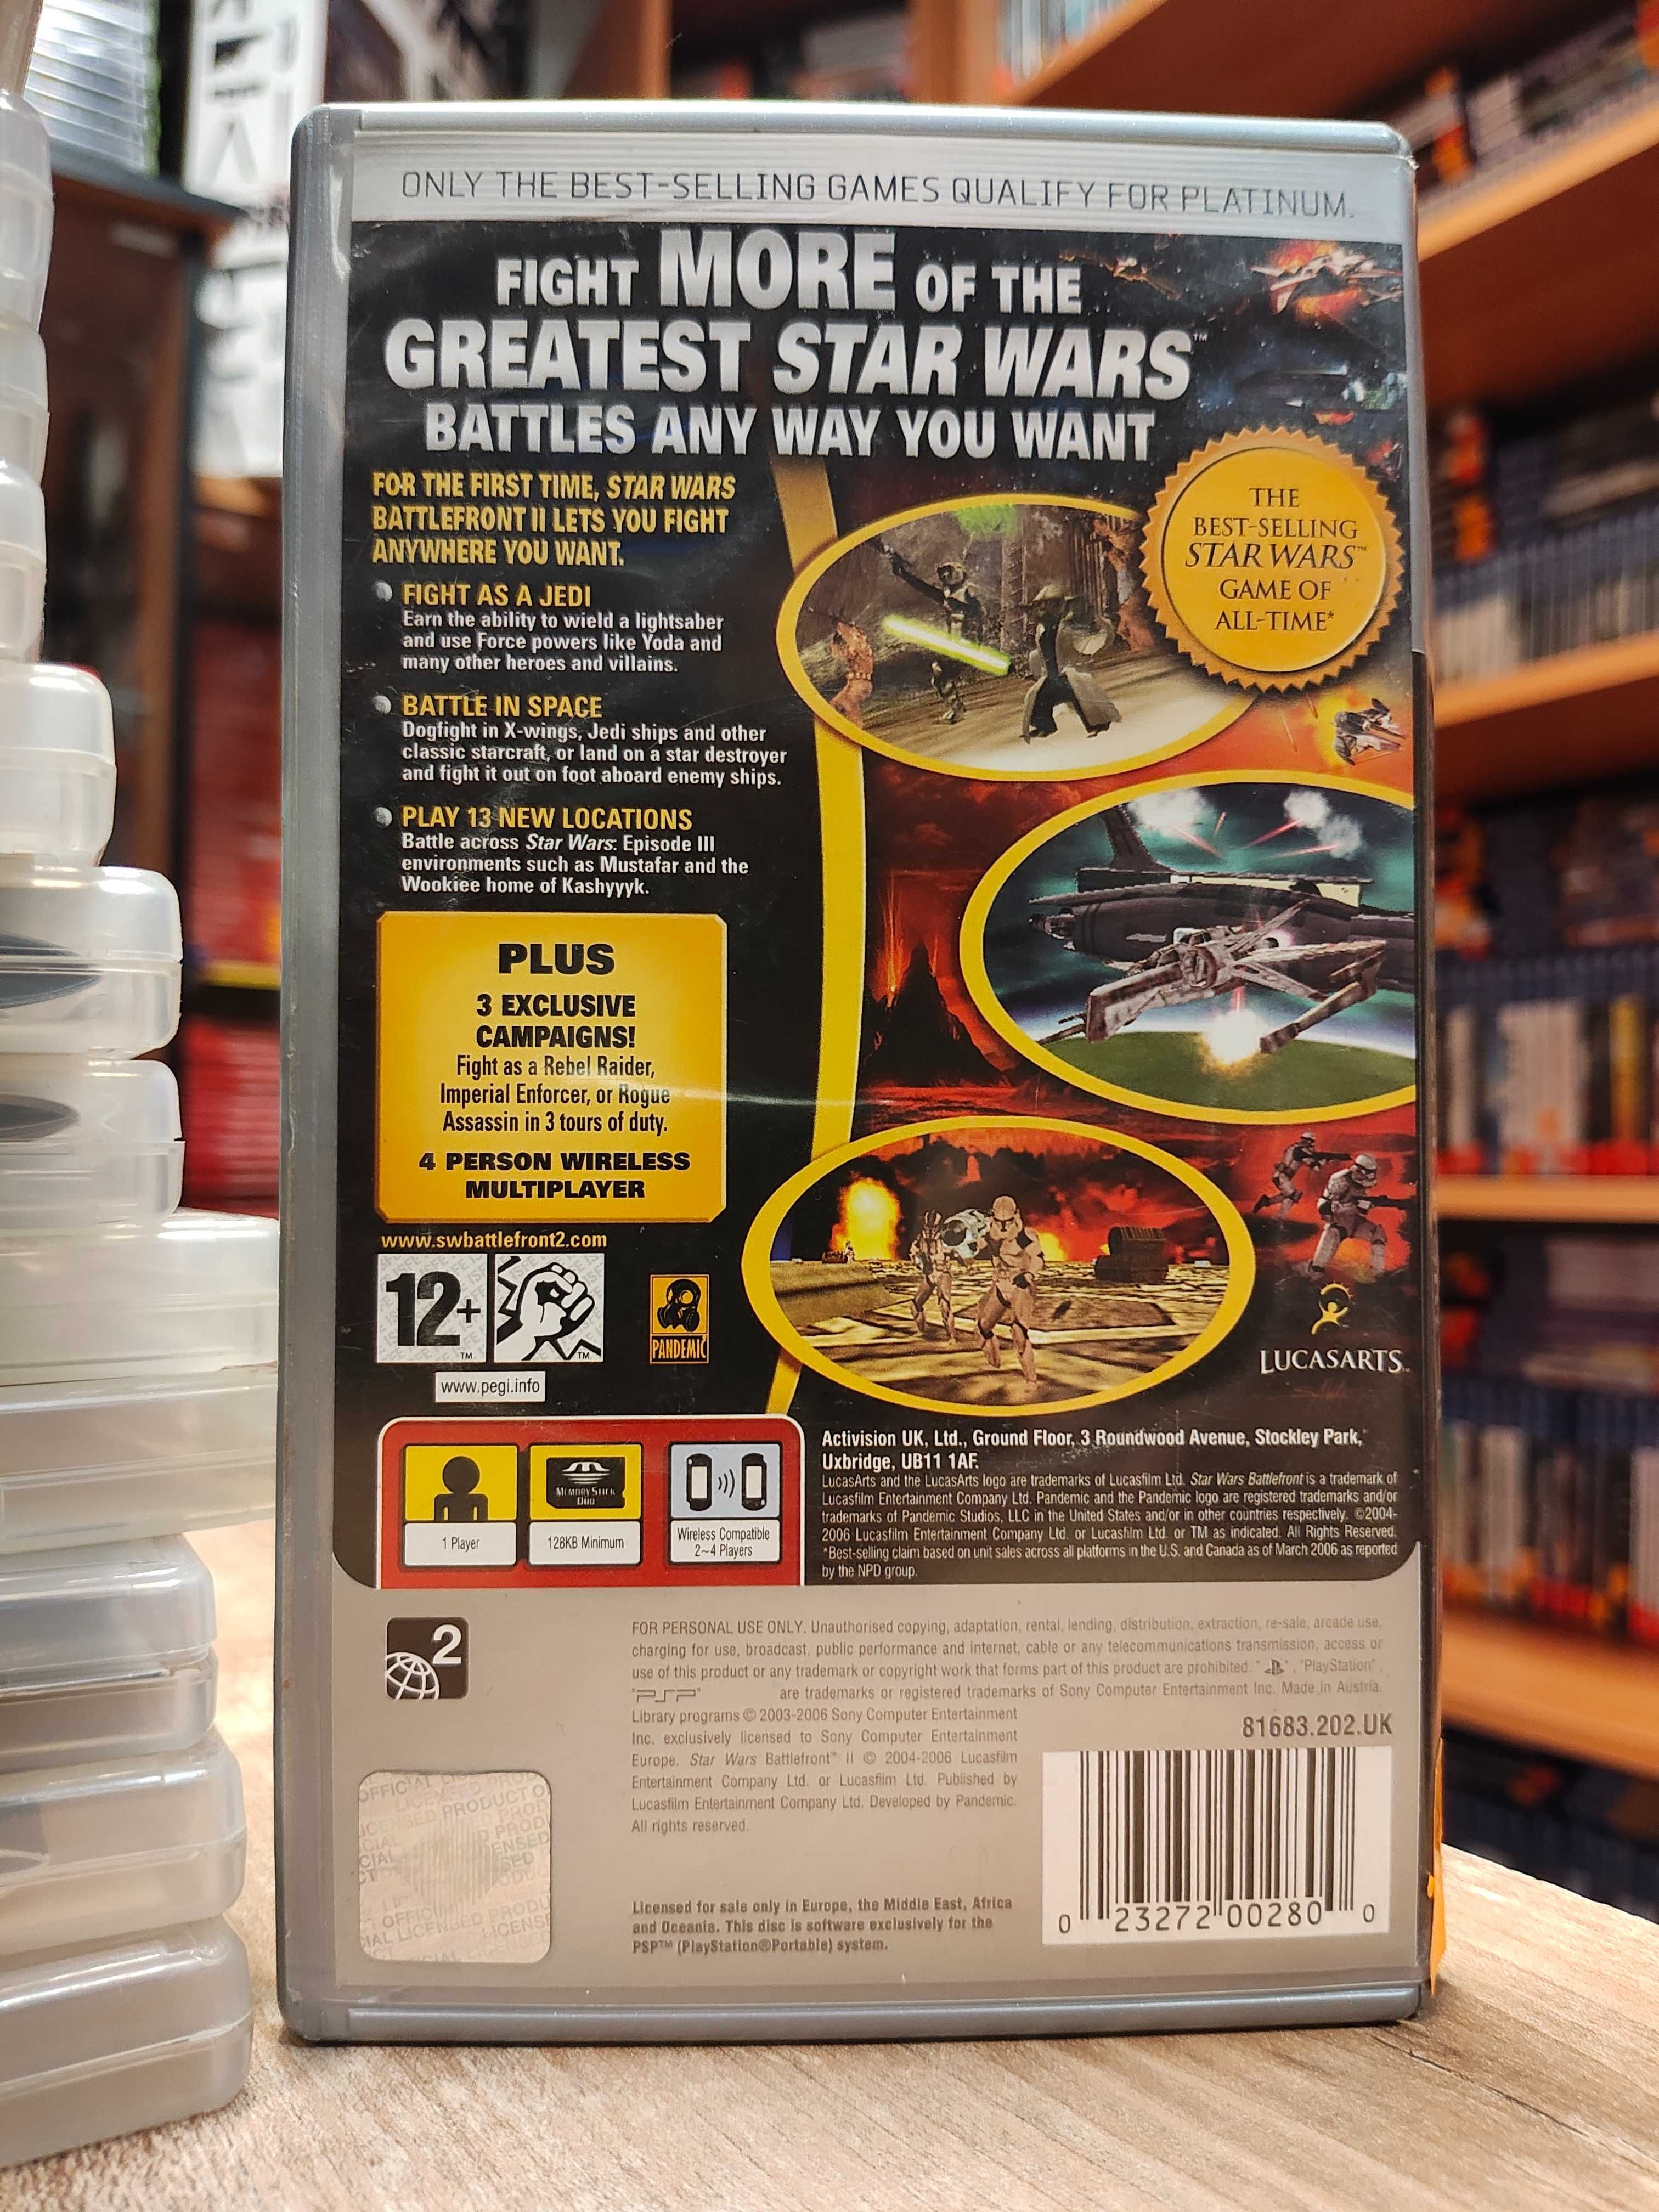 ONLY THE BEST-SELLING GAMES QUALIFY FOR PLATINUM.
FIGHT MORE OF THE
GREATEST STAR WARS™
BATTLES ANY WAY YOU WANT
FOR THE FIRST TIME, STAR WARS
BATTLEFRONT II LETS YOU FIGHT
ANYWHERE YOU WANT.
FIGHT AS A JEDI
Earn the ability to wield a lightsaber
and use Force powers like Yoda and
many other heroes and villains.
BATTLE IN SPACE
Dogfight in X-wings, Jedi ships and other
classic starcraft, or land on a star destroyer
and fight it out on foot aboard enemy ships.
PLAY 13 NEW LOCATIONS
Battle across Star Wars: Episode III
environments such as Mustafar and the
Wookiee home of Kashyyyk.
THE
BEST-SELLING
STAR WARS™
GAME OF
ALL-TIME*
PLUS
3 EXCLUSIVE
CAMPAIGNS!
Fight as a Rebel Raider,
Imperial Enforcer, or Rogue
Assassin in 3 tours of duty.
4 PERSON WIRELESS
MULTIPLAYER
www.swbattlefront2.com
12+
TM
TM
www.pegi.info
PANDEMIC
LUCASARTS
1 Player
MEMORY STICK
DUO
128KB Minimum
Wireless Compatible
2~4 Players
Activision UK, Ltd., Ground Floor, 3 Roundwood Avenue, Stockley Park,
Uxbridge, UB11 1AF.
LucasArts and the LucasArts logo are trademarks of Lucasfilm Ltd. Star Wars Battlefront is a trademark of
Lucasfilm Entertainment Company Ltd. Pandemic and the Pandemic logo are registered trademarks and/or
trademarks of Pandemic Studios, LLC in the United States and/or in other countries respectively. ©2004-
2006 Lucasfilm Entertainment Company Ltd. or Lucasfilm Ltd. or TM as indicated. All Rights Reserved.
*Best-selling claim based on unit sales across all platforms in the U.S. and Canada as of March 2006 as reported
by the NPD group.
2
FOR PERSONAL USE ONLY. Unauthorised copying, adaptation, rental, lending, distribution, extraction, re-sale, arcade use,
charging for use, broadcast, public performance and internet, cable or any telecommunications transmission, access or
use of this product or any trademark or copyright work that forms part of this product are prohibited. " ", "PlayStation",
"PSP" are trademarks or registered trademarks of Sony Computer Entertainment Inc. Made in Austria.
Library programs © 2003-2006 Sony Computer Entertainment
Inc. exclusively licensed to Sony Computer Entertainment
Europe. Star Wars Battlefront™ II © 2004-2006 Lucasfilm
Entertainment Company Ltd. or Lucasfilm Ltd. Published by
Lucasfilm Entertainment Company Ltd. Developed by Pandemic.
All rights reserved.
Licensed for sale only in Europe, the Middle East, Africa
and Oceania. This disc is software exclusively for the
PSP™ (PlayStation®Portable) system.
81683.202.UK
0 23272 00280 0